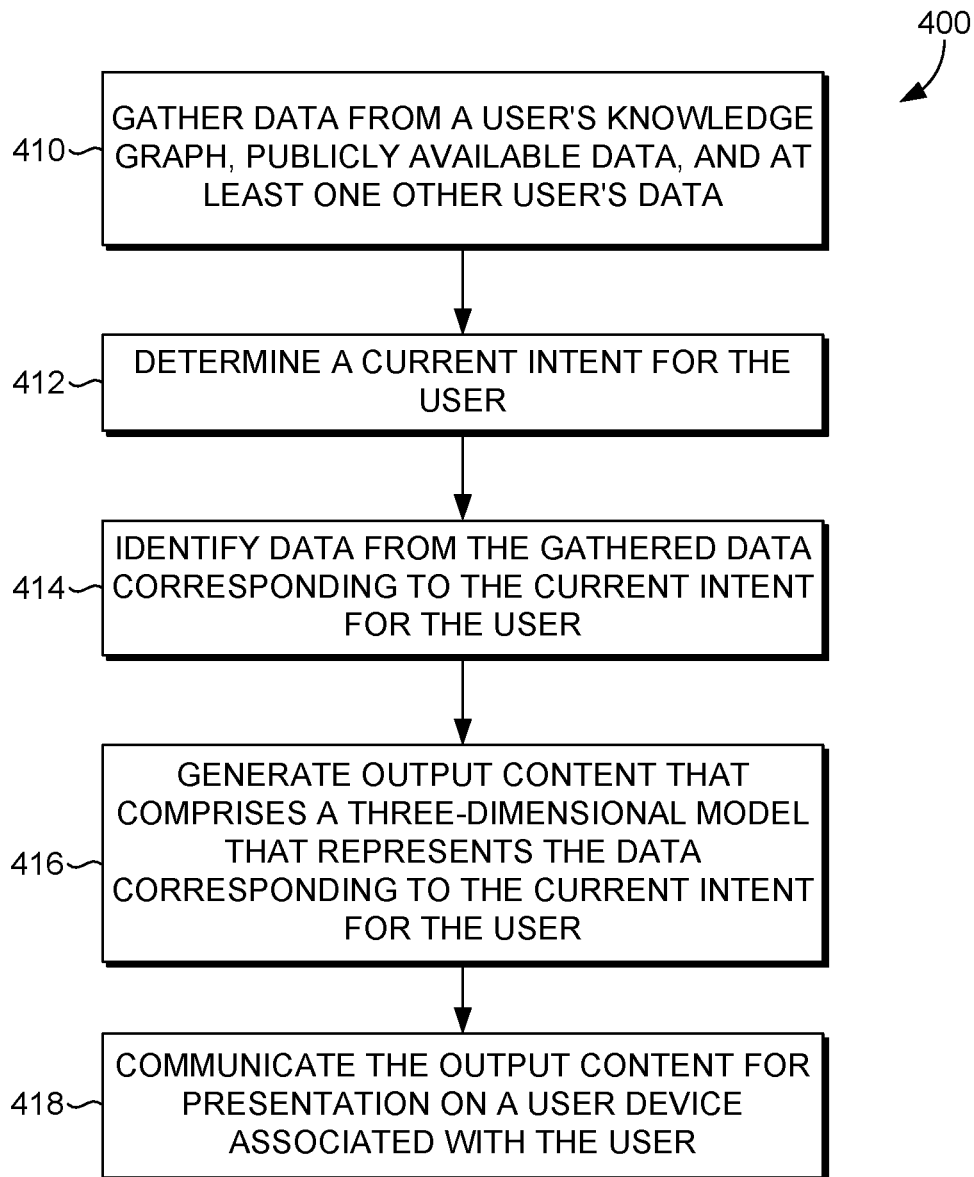 400
410
GATHER DATA FROM A USER'S KNOWLEDGE
GRAPH, PUBLICLY AVAILABLE DATA, AND AT
LEAST ONE OTHER USER'S DATA
412
DETERMINE A CURRENT INTENT FOR THE
USER
414
IDENTIFY DATA FROM THE GATHERED DATA
CORRESPONDING TO THE CURRENT INTENT
FOR THE USER
416
GENERATE OUTPUT CONTENT THAT
COMPRISES A THREE-DIMENSIONAL MODEL
THAT REPRESENTS THE DATA
CORRESPONDING TO THE CURRENT INTENT
FOR THE USER
418
COMMUNICATE THE OUTPUT CONTENT FOR
PRESENTATION ON A USER DEVICE
ASSOCIATED WITH THE USER